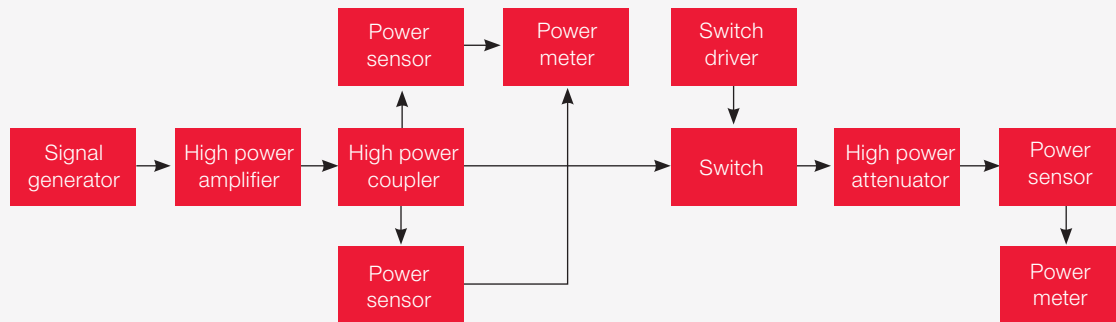 Power
sensor
Power
meter
Switch
driver
Signal
generator
High power
amplifier
High power
coupler
Switch
High power
attenuator
Power
sensor
Power
sensor
Power
meter